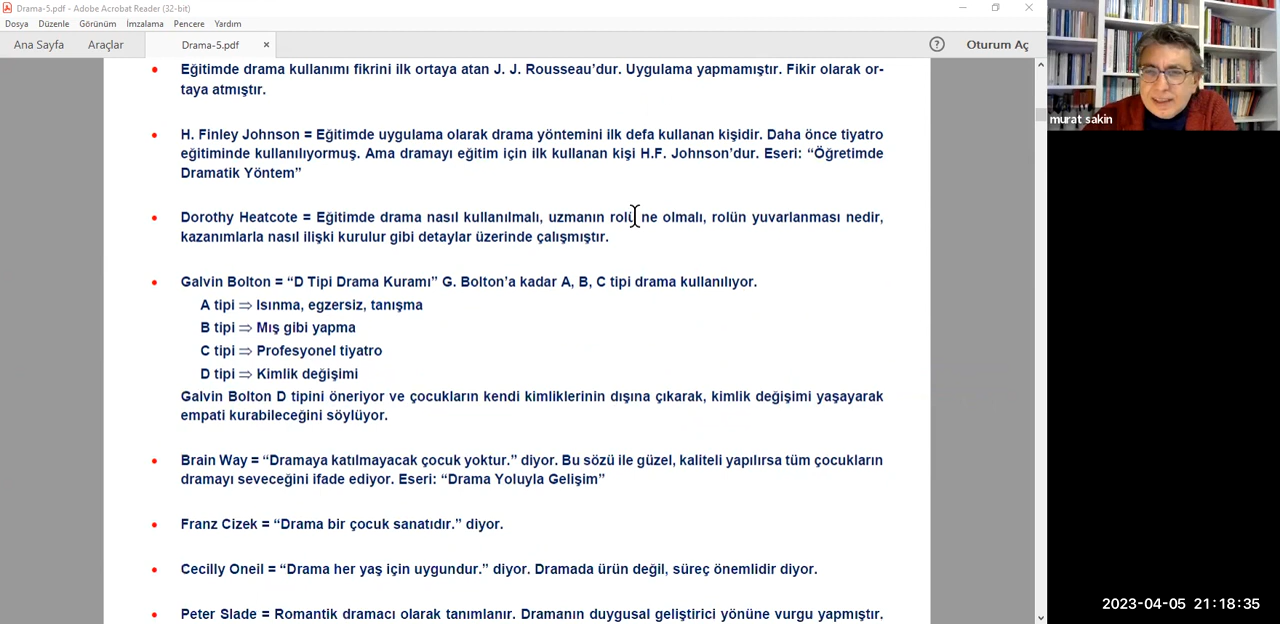 Drama-5.pdf - Adobe Acrobat Reader (32-bit)
Dosya Düzenle Görünüm İmzalama Pencere Yardım
Ana Sayfa Araçlar Drama-5.pdf × ? Oturum Aç
• Eğitimde drama kullanımı fikrini ilk ortaya atan J. J. Rousseau’dur. Uygulama yapmamıştır. Fikir olarak or-
taya atmıştır.
• H. Finley Johnson = Eğitimde uygulama olarak drama yöntemini ilk defa kullanan kişidir. Daha önce tiyatro
eğitiminde kullanılıyormuş. Ama dramayı eğitim için ilk kullanan kişi H.F. Johnson’dur. Eseri: “Öğretimde
Dramatik Yöntem”
• Dorothy Heatcote = Eğitimde drama nasıl kullanılmalı, uzmanın rolü ne olmalı, rolün yuvarlanması nedir,
kazanımlarla nasıl ilişki kurulur gibi detaylar üzerinde çalışmıştır.
• Galvin Bolton = “D Tipi Drama Kuramı” G. Bolton’a kadar A, B, C tipi drama kullanılıyor.
A tipi ⇒ Isınma, egzersiz, tanışma
B tipi ⇒ Mış gibi yapma
C tipi ⇒ Profesyonel tiyatro
D tipi ⇒ Kimlik değişimi
Galvin Bolton D tipini öneriyor ve çocukların kendi kimliklerinin dışına çıkarak, kimlik değişimi yaşayarak
empati kurabileceğini söylüyor.
• Brain Way = “Dramaya katılmayacak çocuk yoktur.” diyor. Bu sözü ile güzel, kaliteli yapılırsa tüm çocukların
dramayı seveceğini ifade ediyor. Eseri: “Drama Yoluyla Gelişim”
• Franz Cizek = “Drama bir çocuk sanatıdır.” diyor.
• Cecilly Oneil = “Drama her yaş için uygundur.” diyor. Dramada ürün değil, süreç önemlidir diyor.
• Peter Slade = Romantik dramacı olarak tanımlanır. Dramanın duygusal geliştirici yönüne vurgu yapmıştır.
murat sakin
2023-04-05 21:18:35